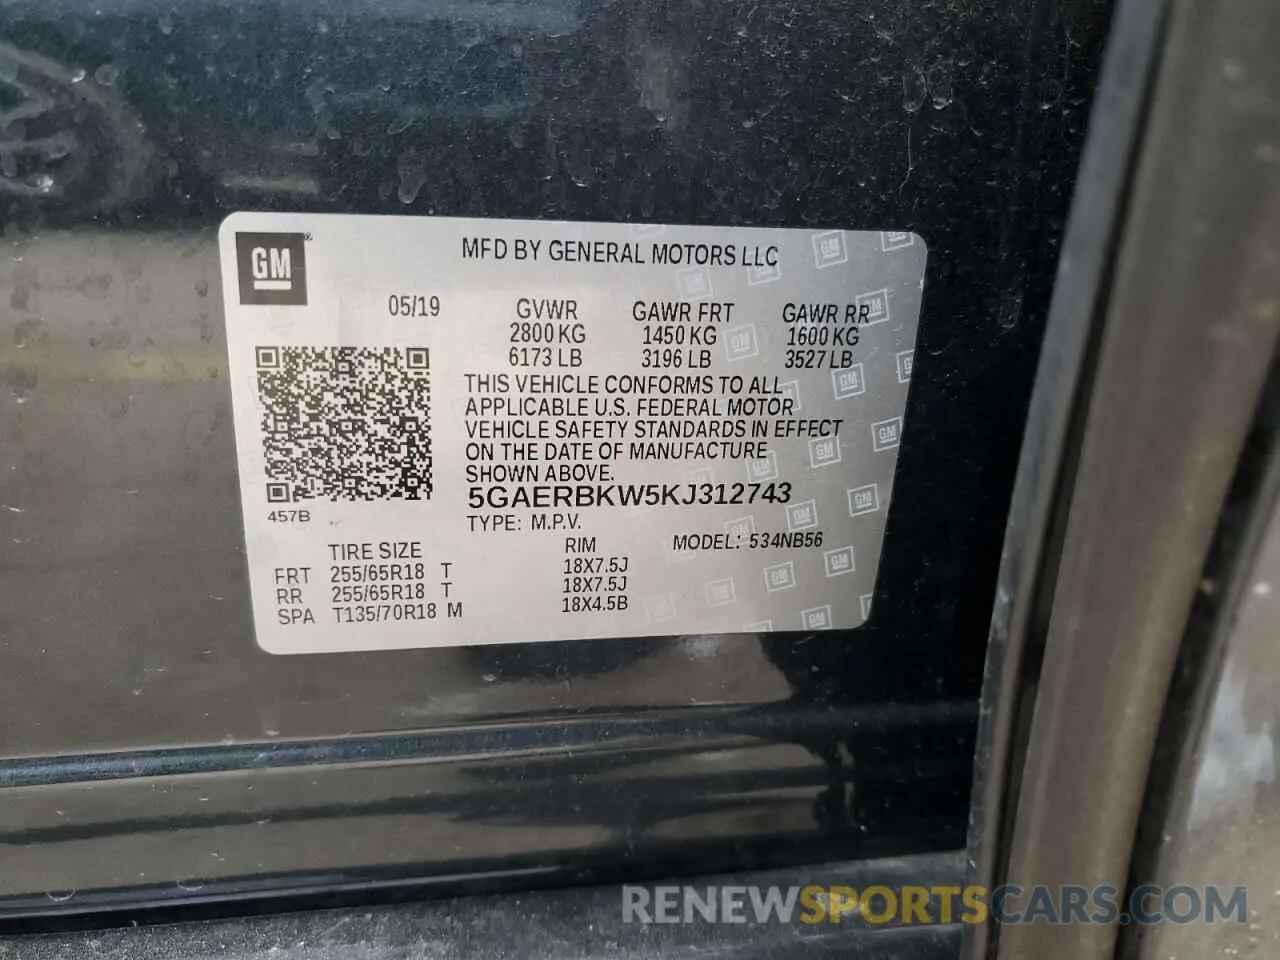 GM
MFD BY GENERAL MOTORS LLC
05/19 GVWR GAWR FRT GAWR RR
2800 KG 1450 KG 1600 KG
6173 LB 3196 LB 3527 LB
THIS VEHICLE CONFORMS TO ALL
APPLICABLE U.S. FEDERAL MOTOR
VEHICLE SAFETY STANDARDS IN EFFECT
ON THE DATE OF MANUFACTURE
SHOWN ABOVE.
5GAERBKW5KJ312743
457B
TYPE: M.P.V.
MODEL: 534NB56
TIRE SIZE RIM
FRT 255/65R18 T 18X7.5J
RR 255/65R18 T 18X7.5J
SPA T135/70R18 M 18X4.5B
RENEWSPORTSCARS.COM